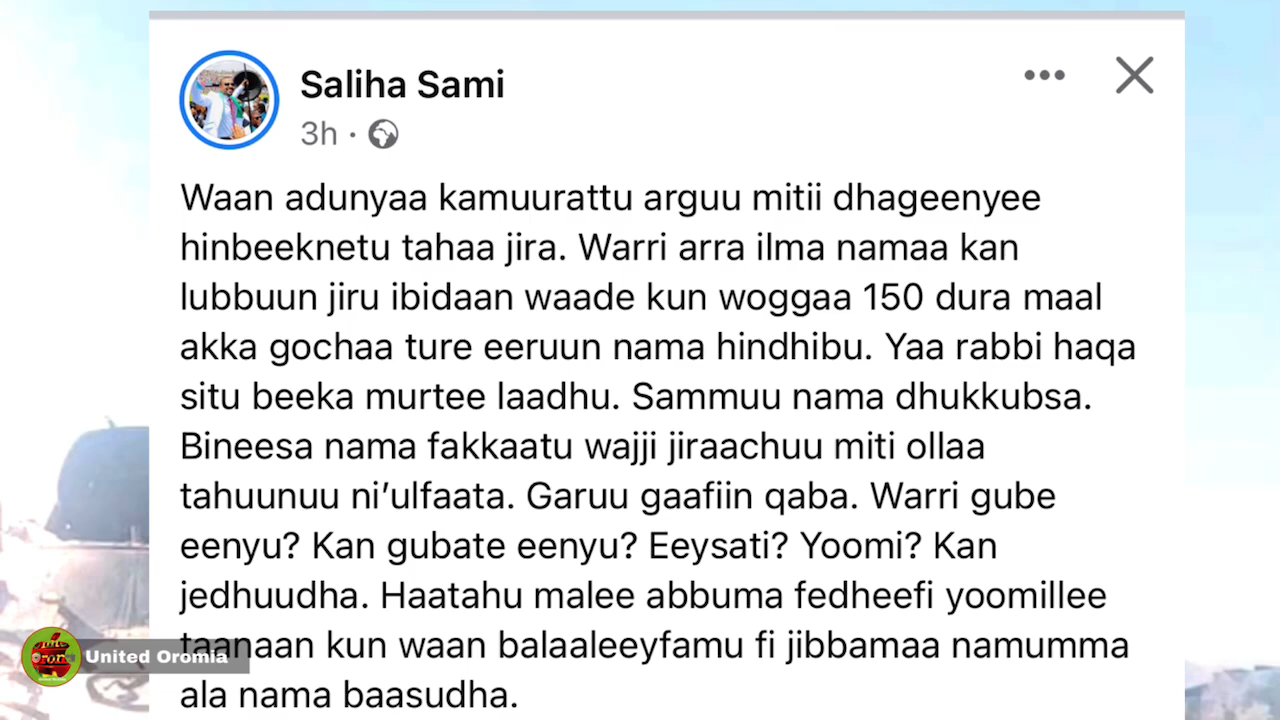 Saliha Sami
3h ·
Waan adunyaa kamuurattu arguu mitii dhageenyee
hinbeeknetu tahaa jira. Warri arra ilma namaa kan
lubbuun jiru ibidaan waade kun woggaa 150 dura maal
akka gochaa ture eeruun nama hindhibu. Yaa rabbi haqa
situ beeka murtee laadhu. Sammuu nama dhukkubsa.
Bineesa nama fakkaatu wajji jiraachuu miti ollaa
tahuunuu ni’ulfaata. Garuu gaafiin qaba. Warri gube
eenyu? Kan gubate eenyu? Eeysati? Yoomi? Kan
jedhuudha. Haatahu malee abbuma fedheefi yoomillee
taanaan kun waan balaaleeyfamu fi jibbamaa namumma
ala nama baasudha.
United Oromia